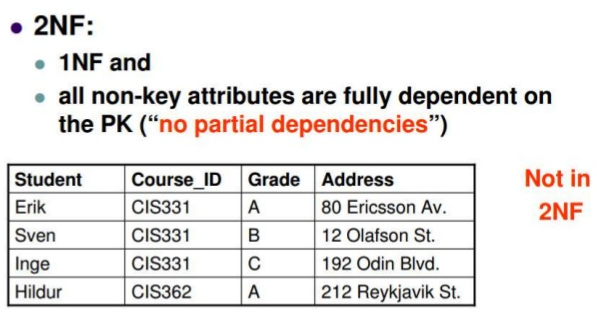 • 2NF:
• 1NF and
• all non-key attributes are fully dependent on
the PK (“no partial dependencies”)
Student Course_ID Grade Address
Erik CIS331 A 80 Ericsson Av.
Sven CIS331 B 12 Olafson St.
Inge CIS331 C 192 Odin Blvd.
Hildur CIS362 A 212 Reykjavik St.
Not in
2NF